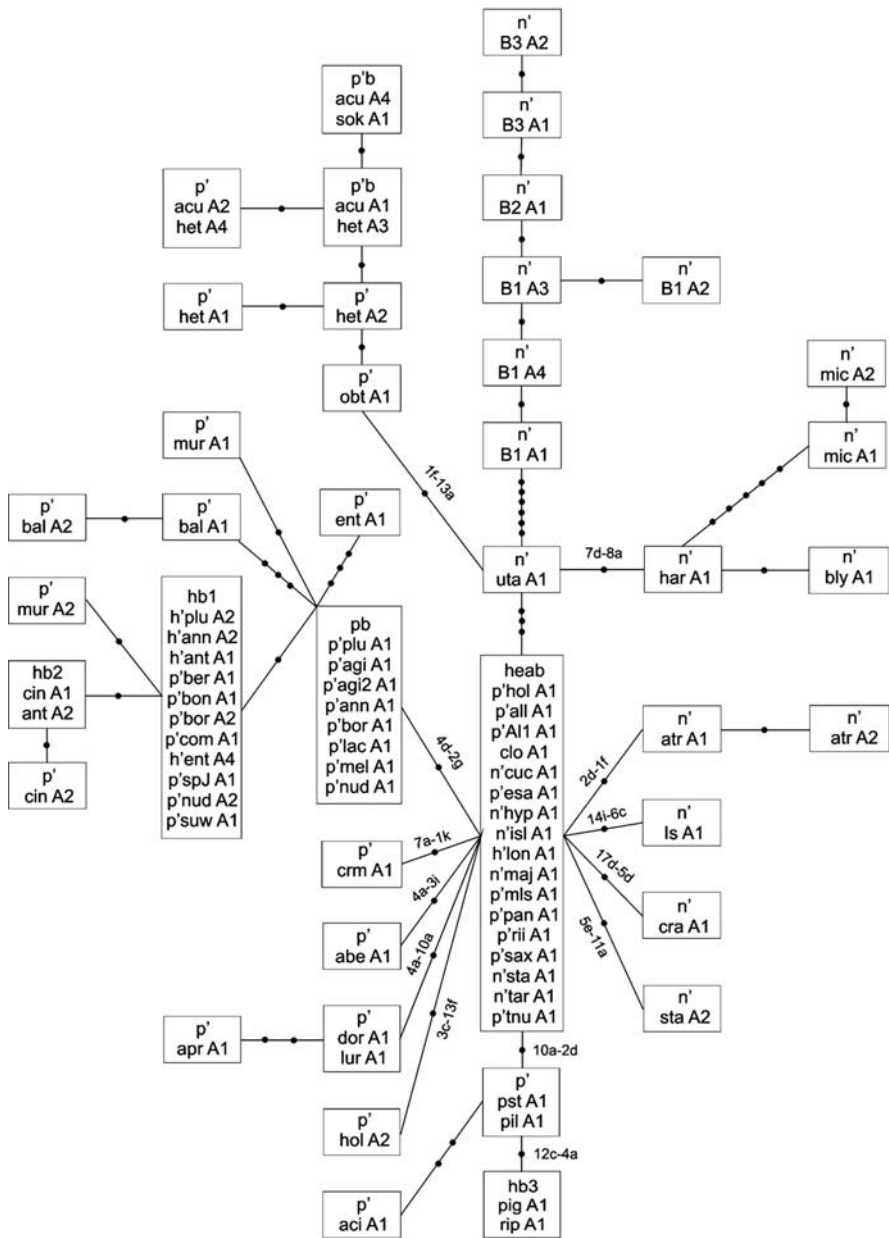 n'
B3 A2
p'b
acu A4
sok A1
n'
B3 A1
p'
acu A2
het A4
p'b
acu A1
het A3
n'
B2 A1
n'
B1 A3
n'
B1 A2
p'
het A1
p'
het A2
n'
B1 A4
n'
mic A2
p'
obt A1
p'
mur A1
n'
B1 A1
n'
mic A1
1f-13a
p'
bal A2
p'
bal A1
p'
ent A1
n'
uta A1
7d-8a
n'
har A1
n'
bly A1
p'
mur A2
hb2
cin A1
ant A2
p'
cin A2
hb1
h'plu A2
h'ann A2
h'ant A1
p'ber A1
p'bon A1
p'bor A2
p'com A1
h'ent A4
p'spJ A1
p'nud A2
p'suw A1
pb
p'plu A1
p'agi A1
p'agi2 A1
p'ann A1
p'bor A1
p'lac A1
p'mel A1
p'nud A1
4d-2g
heab
p'hol A1
p'all A1
p'Al1 A1
clo A1
n'cuc A1
p'esa A1
n'hyp A1
n'isl A1
h'lon A1
n'maj A1
p'mls A1
p'pan A1
p'rii A1
p'sax A1
n'sta A1
n'tar A1
p'tnu A1
n'
atr A1
n'
atr A2
2d-1f
14i-6c
n'
ls A1
17d-5d
n'
cra A1
5e-11a
n'
sta A2
7a-1k
p'
crm A1
4a-3i
p'
abe A1
4a-10a
p'
apr A1
p'
dor A1
lur A1
3c-13f
p'
hol A2
10a-2d
p'
pst A1
pil A1
12c-4a
p'
aci A1
hb3
pig A1
rip A1